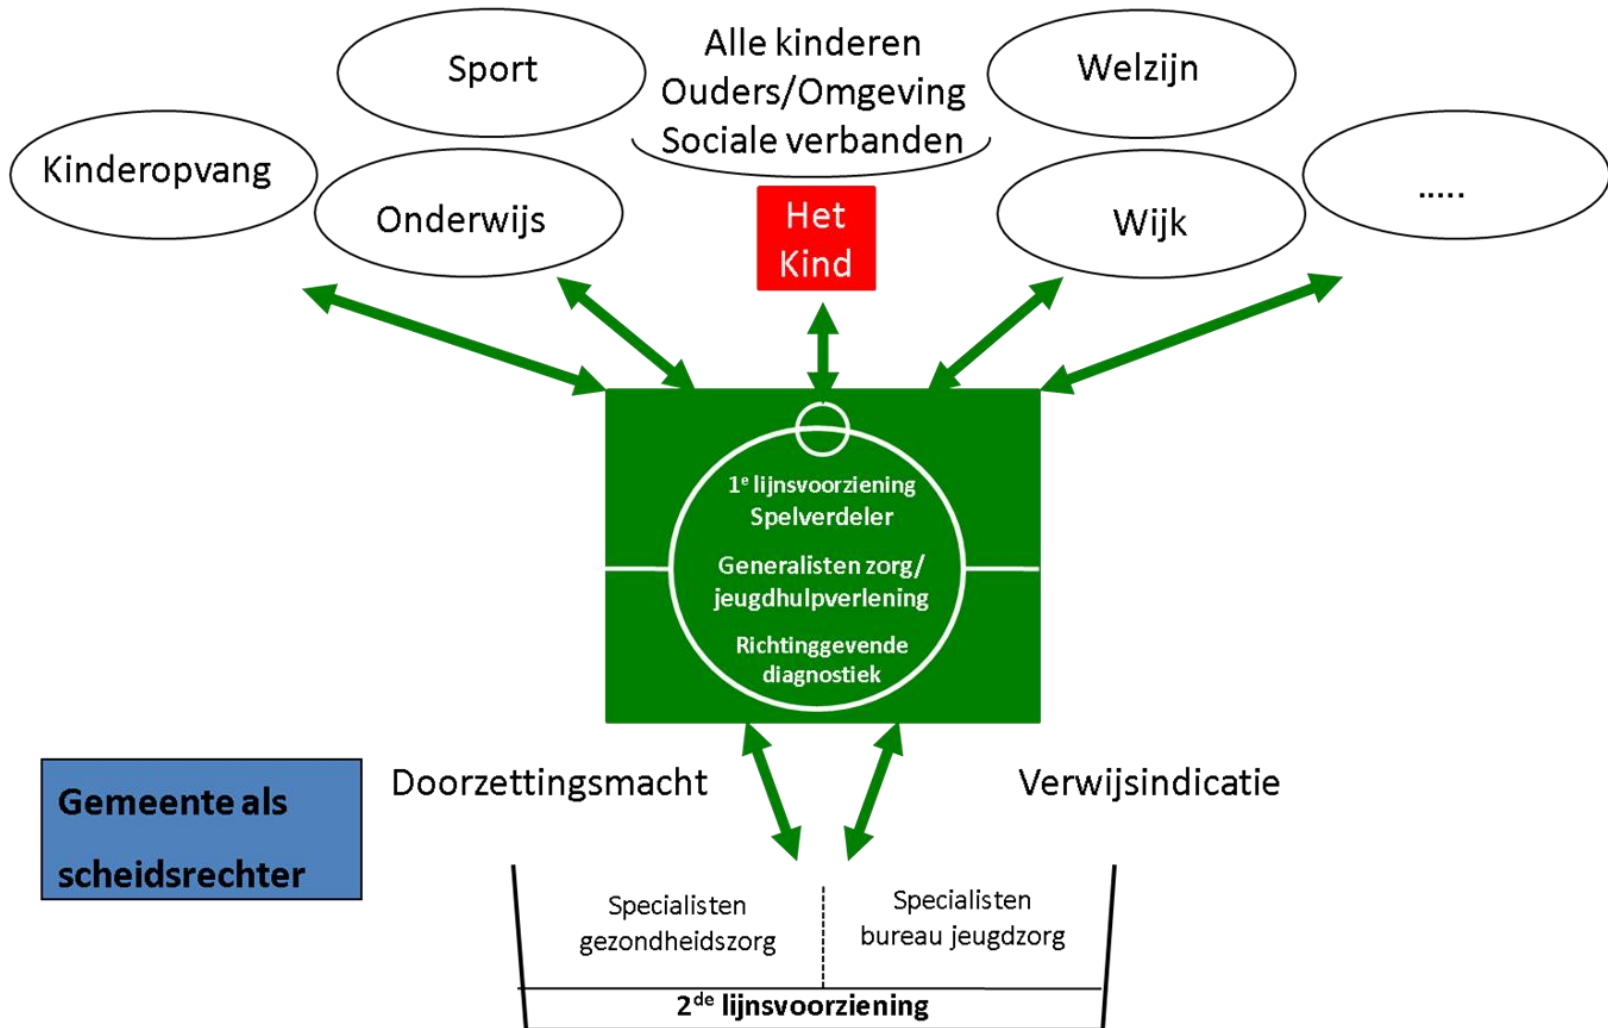 Alle kinderen
Ouders/Omgeving
Sociale verbanden
Sport
Welzijn
Kinderopvang
Onderwijs
Het
Kind
Wijk
.....
1e lijnsvoorziening
Spelverdeler
Generalisten zorg/
jeugdhulpverlening
Richtinggevende
diagnostiek
Gemeente als
scheidsrechter
Doorzettingsmacht
Verwijsindicatie
Specialisten
gezondheidszorg
Specialisten
bureau jeugdzorg
2de lijnsvoorziening